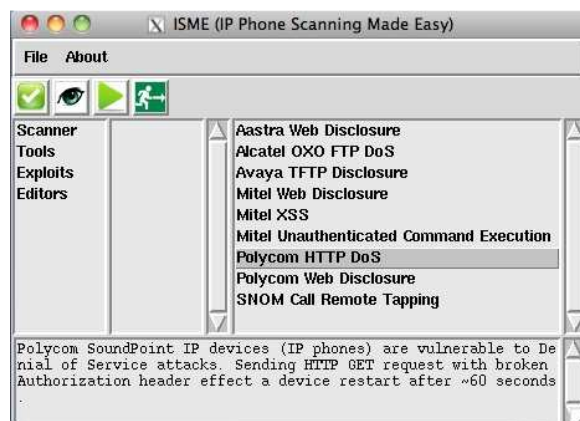 ISME (IP Phone Scanning Made Easy)
File About
Scanner
Tools
Exploits
Editors
Aastra Web Disclosure
Alcatel OXO FTP DoS
Avaya TFTP Disclosure
Mitel Web Disclosure
Mitel XSS
Mitel Unauthenticated Command Execution
Polycom HTTP DoS
Polycom Web Disclosure
SNOM Call Remote Tapping
Polycom SoundPoint IP devices (IP phones) are vulnerable to De
nial of Service attacks. Sending HTTP GET request with broken
Authorization header effect a device restart after ~60 seconds
.